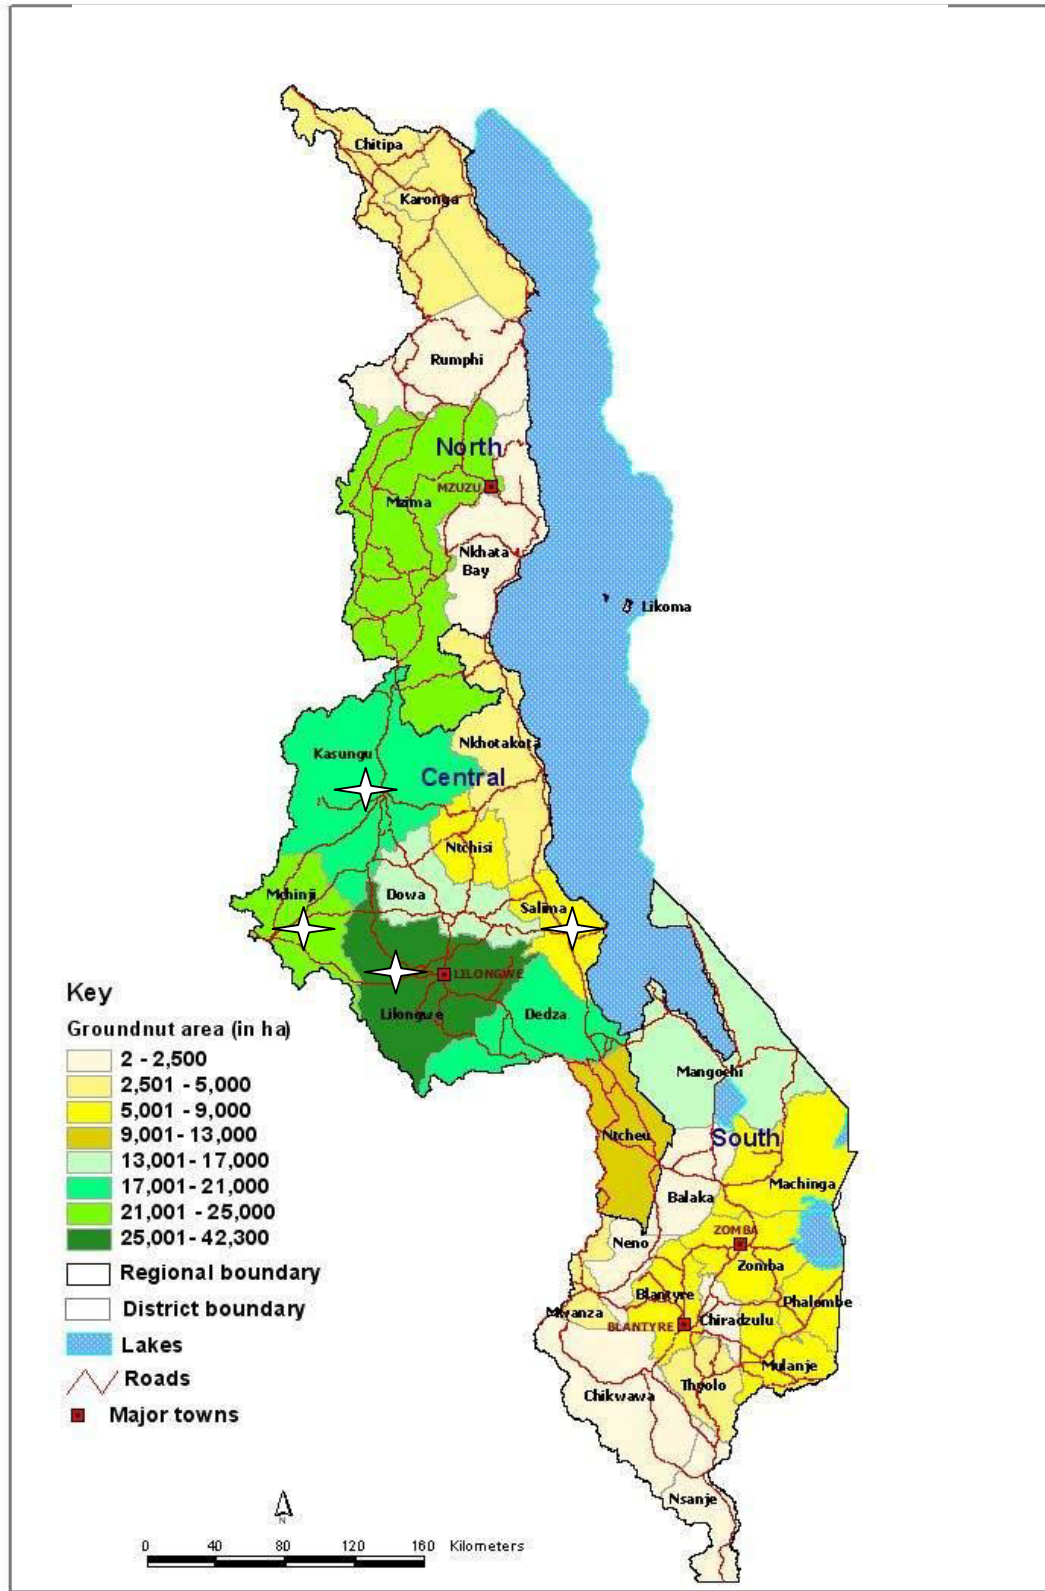 Chitipa
Karonga
Rumphi
North
MZUZU
Mzima
Nkhata
Bay
Likoma
Nkhotakota
Kasungu
Central
Ntchisi
Mchinji
Dowa
Salima
LILONGWE
Lilongwe
Dedza
Mangochi
Ntcheu
South
Machinga
Balaka
ZOMBA
Neno
Zomba
Blantyre
Phalombe
Mwanza
BLANTYRE
Chiradzulu
Mulanje
Thyolo
Chikwawa
Nsanje
Key
Groundnut area (in ha)
2 - 2,500
2,501 - 5,000
5,001 - 9,000
9,001 - 13,000
13,001 - 17,000
17,001 - 21,000
21,001 - 25,000
25,001 - 42,300
Regional boundary
District boundary
Lakes
Roads
Major towns
N
0 40 80 120 160 Kilometers